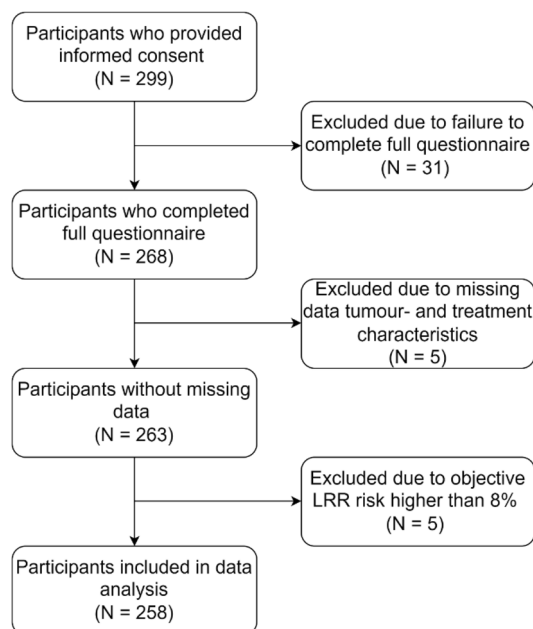 Participants who provided
informed consent
(N = 299)
Excluded due to failure to
complete full questionnaire
(N = 31)
Participants who completed
full questionnaire
(N = 268)
Excluded due to missing
data tumour- and treatment
characteristics
(N = 5)
Participants without missing
data
(N = 263)
Excluded due to objective
LRR risk higher than 8%
(N = 5)
Participants included in data
analysis
(N = 258)